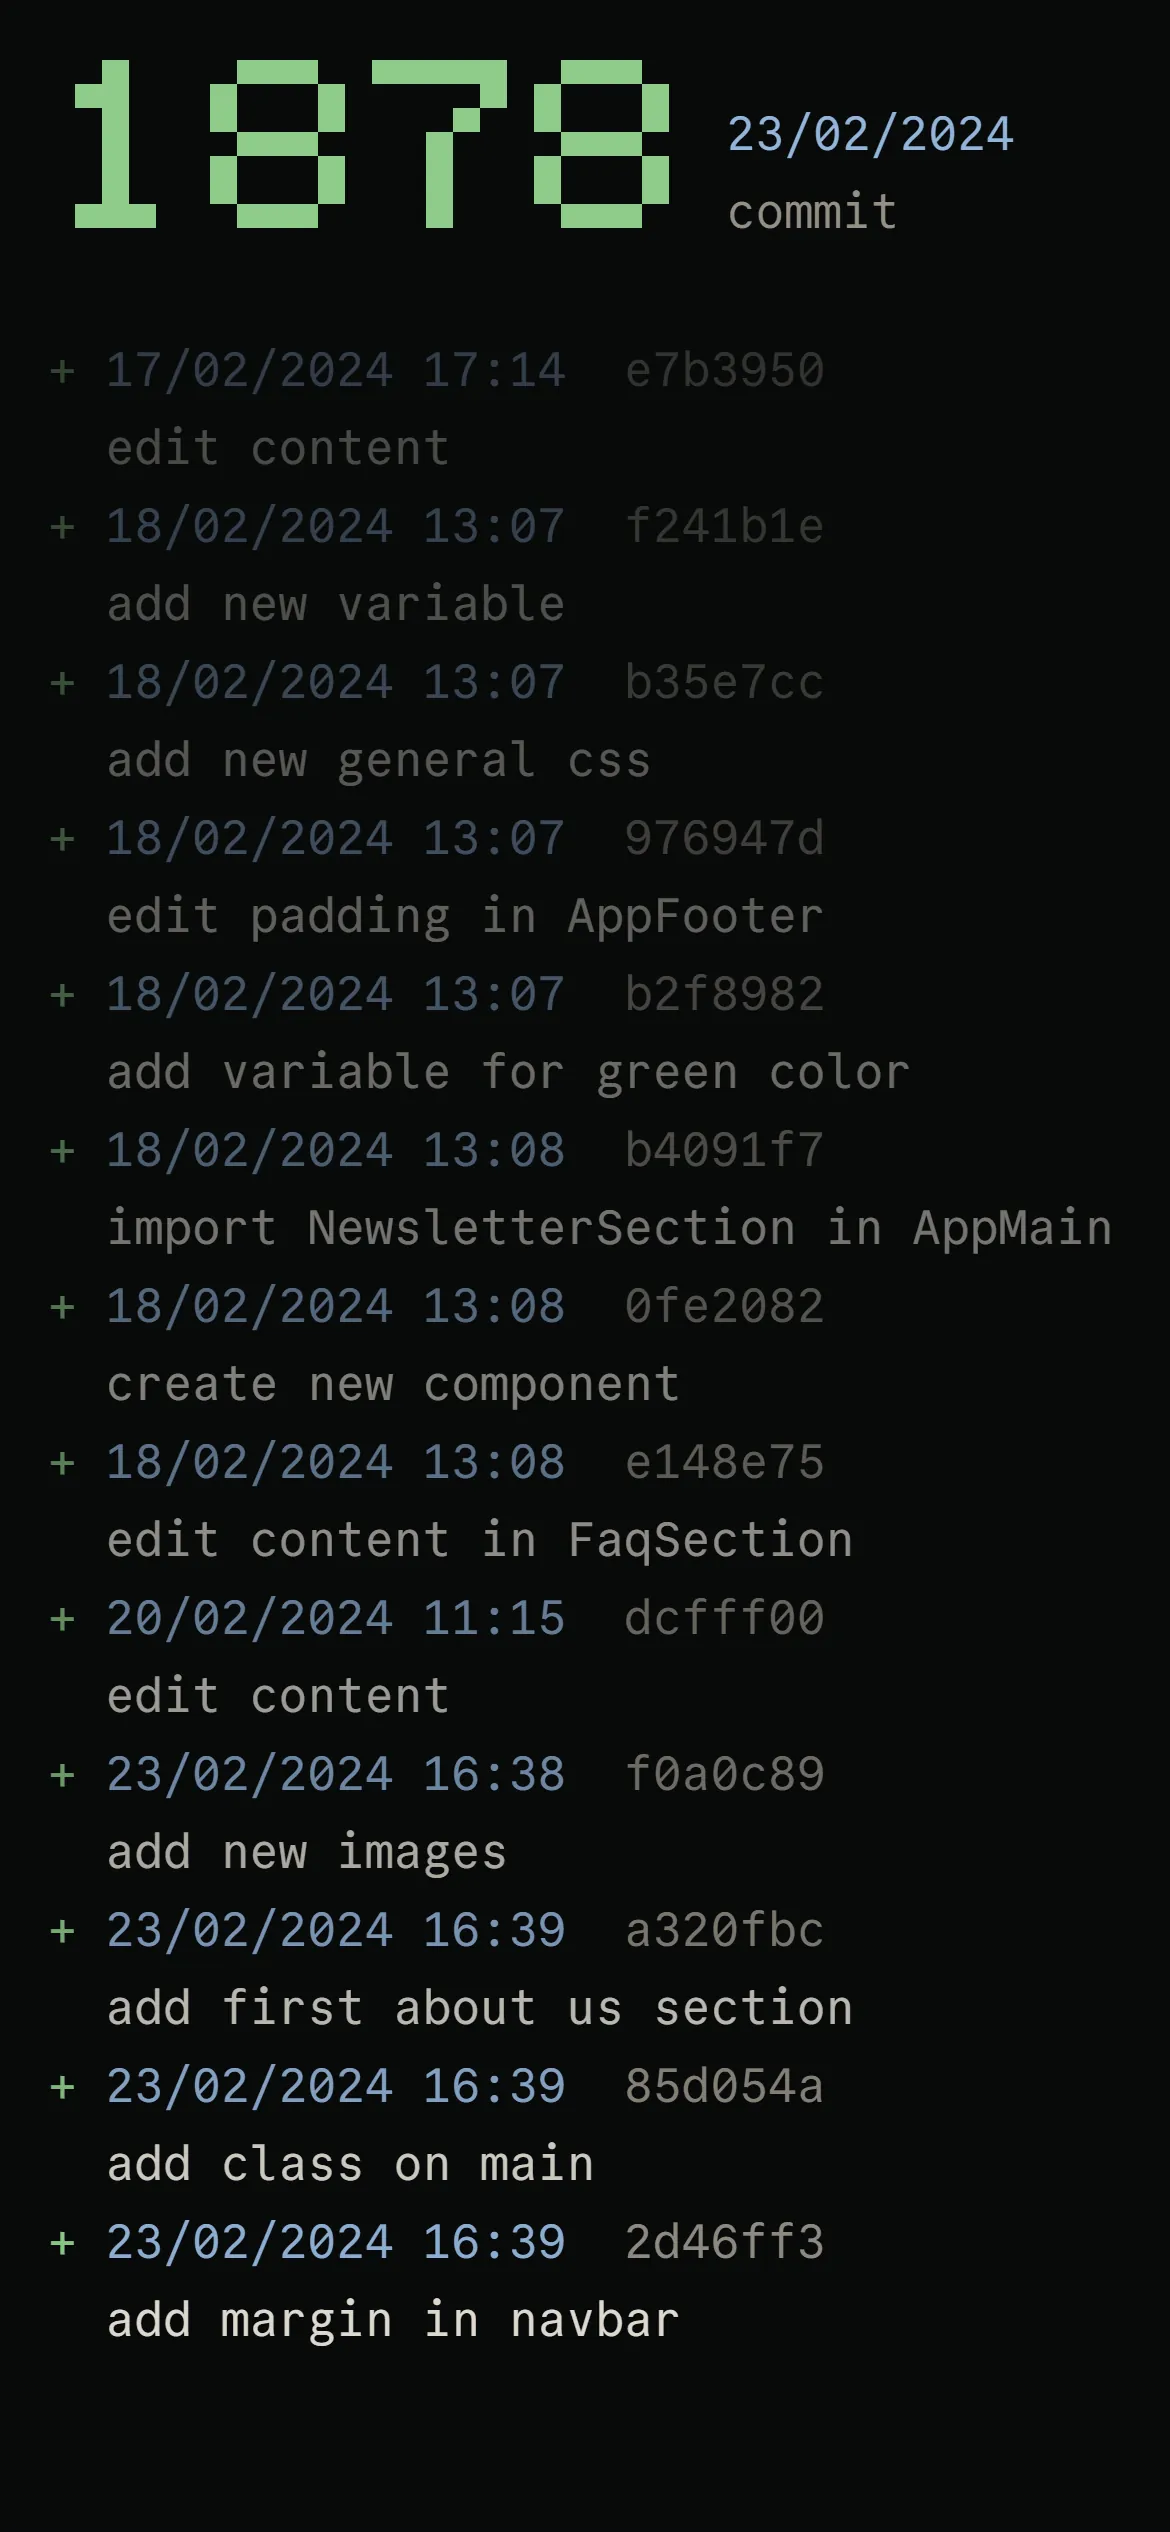 1878
23/02/2024
commit
+ 17/02/2024 17:14 e7b3950
edit content
+ 18/02/2024 13:07 f241b1e
add new variable
+ 18/02/2024 13:07 b35e7cc
add new general css
+ 18/02/2024 13:07 976947d
edit padding in AppFooter
+ 18/02/2024 13:07 b2f8982
add variable for green color
+ 18/02/2024 13:08 b4091f7
import NewsletterSection in AppMain
+ 18/02/2024 13:08 0fe2082
create new component
+ 18/02/2024 13:08 e148e75
edit content in FaqSection
+ 20/02/2024 11:15 dcfff00
edit content
+ 23/02/2024 16:38 f0a0c89
add new images
+ 23/02/2024 16:39 a320fbc
add first about us section
+ 23/02/2024 16:39 85d054a
add class on main
+ 23/02/2024 16:39 2d46ff3
add margin in navbar